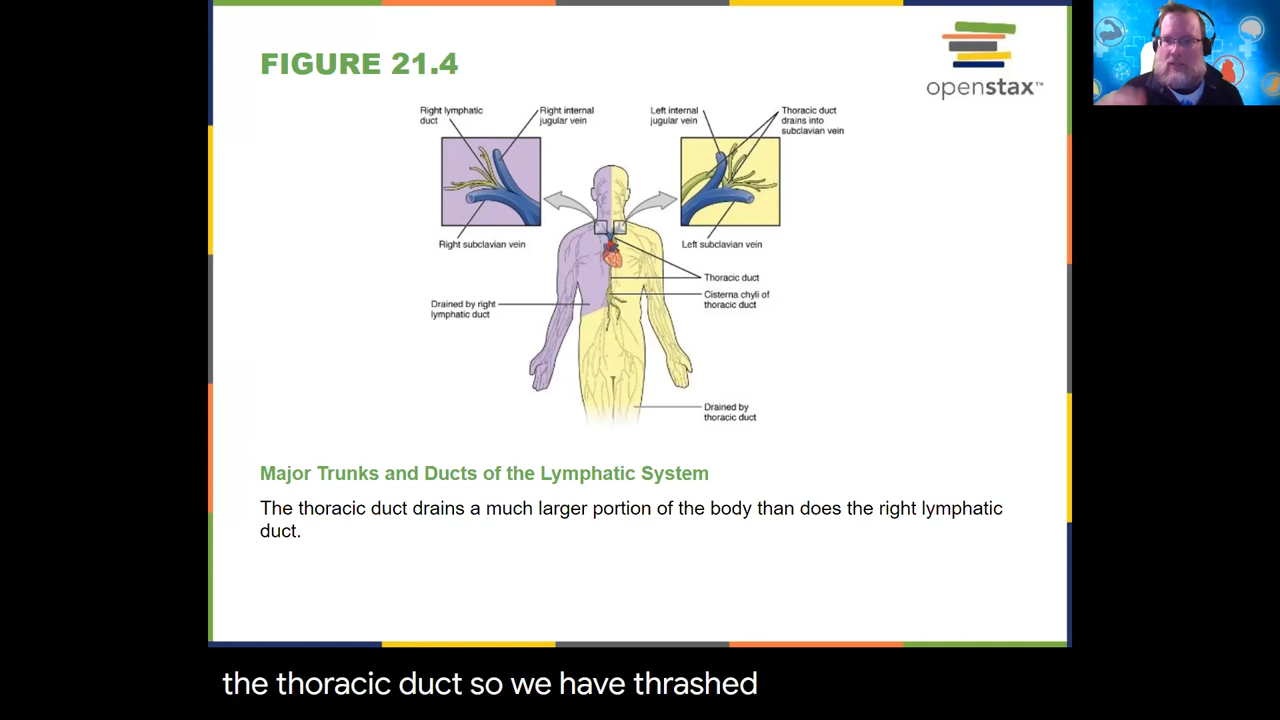 FIGURE 21.4
openstax™
Right lymphatic
duct
Right internal
jugular vein
Left internal
jugular vein
Thoracic duct
drains into
subclavian vein
Right subclavian vein
Left subclavian vein
Thoracic duct
Cisterna chyli of
thoracic duct
Drained by right
lymphatic duct
Drained by
thoracic duct
Major Trunks and Ducts of the Lymphatic System
The thoracic duct drains a much larger portion of the body than does the right lymphatic
duct.
the thoracic duct so we have thrashed